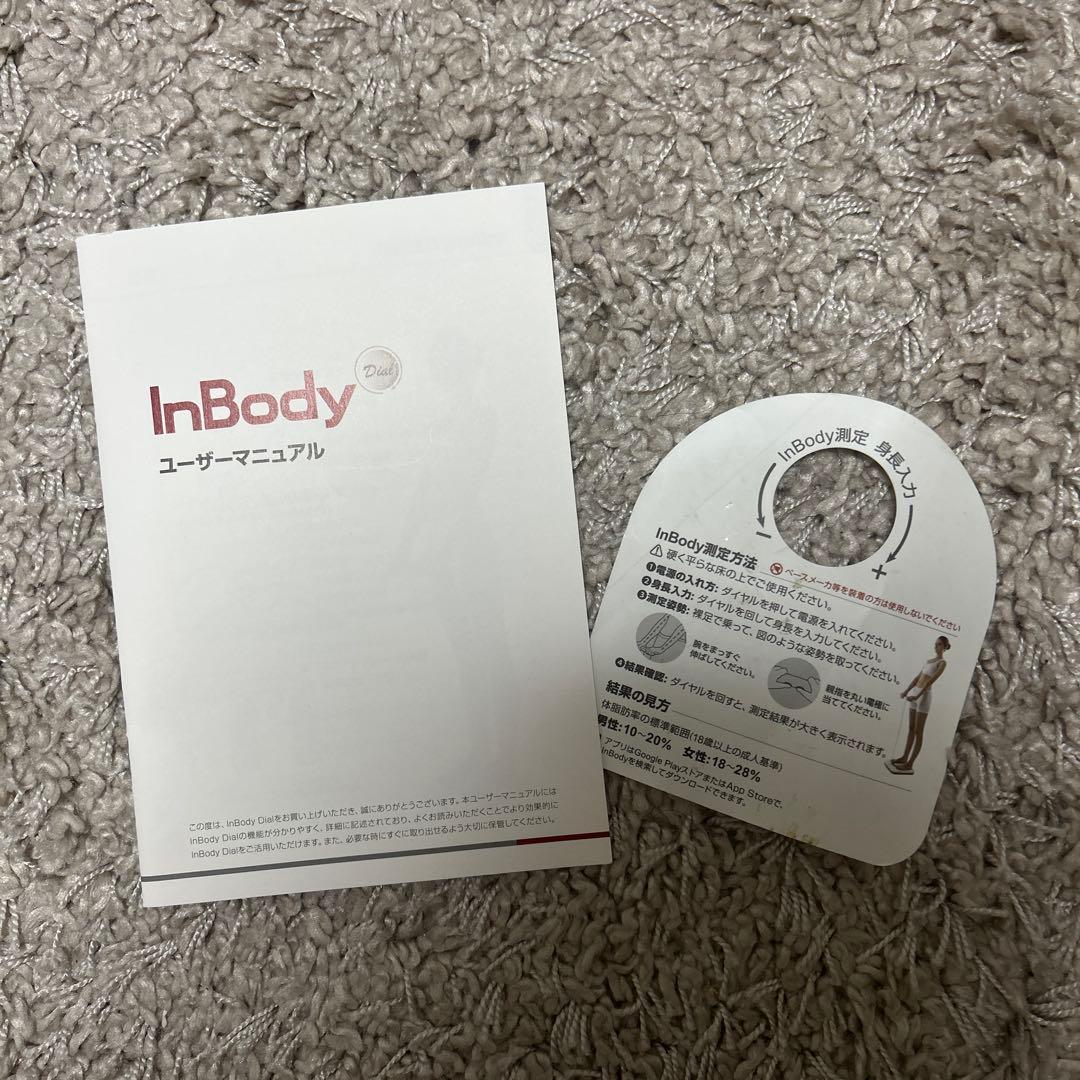 InBody Dial
ユーザーマニュアル
この度は、InBody Dialをお買い上げいただき、誠にありがとうございます。本ユーザーマニュアルには
InBody Dialの機能が分かりやすく、詳細に記述されており、よくお読みいただくことでより効果的に
InBody Dialをご活用いただけます。また、必要な時にすぐに取り出せるよう大切に保管してください。
InBody測定 身長入力
− +
InBody測定方法
ペースメーカ等を装着の方は使用しないでください
硬く平らな床の上でご使用ください。
❶電源の入れ方: ダイヤルを押して電源を入れてください。
❷身長入力: ダイヤルを回して身長を入力してください。
❸測定姿勢: 裸足で乗って、図のような姿勢を取ってください。
腕をまっすぐ
伸ばしてください。
親指を丸い電極に
当ててください。
❹結果確認: ダイヤルを回すと、測定結果が大きく表示されます。
結果の見方
体脂肪率の標準範囲(18歳以上の成人基準)
男性:10~20% 女性:18~28%
アプリはGoogle PlayストアまたはApp Storeで、
InBodyを検索してダウンロードできます。